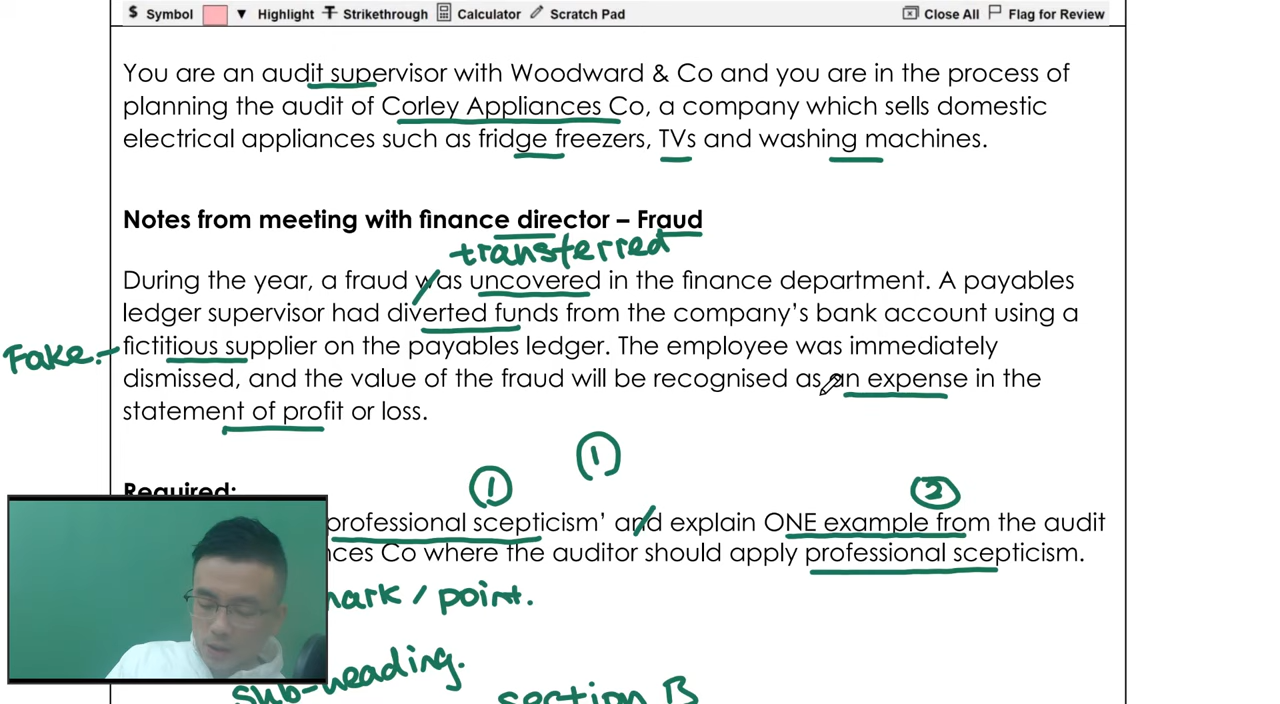 $ Symbol ▼ Highlight Strikethrough Calculator Scratch Pad Close All Flag for Review
You are an audit supervisor with Woodward & Co and you are in the process of
planning the audit of Corley Appliances Co, a company which sells domestic
electrical appliances such as fridge freezers, TVs and washing machines.
Notes from meeting with finance director – Fraud
transferred
During the year, a fraud was uncovered in the finance department. A payables
ledger supervisor had diverted funds from the company's bank account using a
Fake.
fictitious supplier on the payables ledger. The employee was immediately
dismissed, and the value of the fraud will be recognised as an expense in the
statement of profit or loss.
①
Required: ① ②
professional scepticism' and explain ONE example from the audit
nces Co where the auditor should apply professional scepticism.
mark / point.
sub-heading.
section B